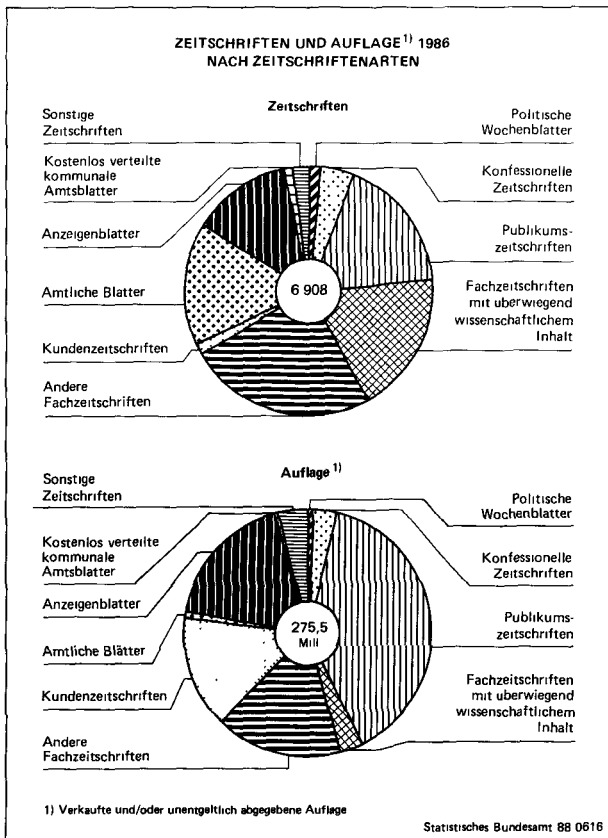 ZEITSCHRIFTEN UND AUFLAGE1) 1986
NACH ZEITSCHRIFTENARTEN
Zeitschriften
Sonstige
Zeitschriften
Kostenlos verteilte
kommunale
Amtsblatter
Anzeigenblatter
Amtliche Blatter
Kundenzeitschriften
Andere
Fachzeitschriften
Politische
Wochenblatter
Konfessionelle
Zeitschriften
Publikums-
zeitschriften
Fachzeitschriften
mit uberwiegend
wissenschaftlichem
Inhalt
6 908
Auflage1)
Sonstige
Zeitschriften
Kostenlos verteilte
kommunale
Amtsblatter
Anzeigenblatter
Amtliche Blätter
Kundenzeitschriften
Andere
Fachzeitschriften
Politische
Wochenblatter
Konfessionelle
Zeitschriften
Publikums-
zeitschriften
Fachzeitschriften
mit uberwiegend
wissenschaftlichem
Inhalt
275,5
Mill
1) Verkaufte und/oder unentgeltlich abgegebene Auflage
Statistisches Bundesamt 88 0616